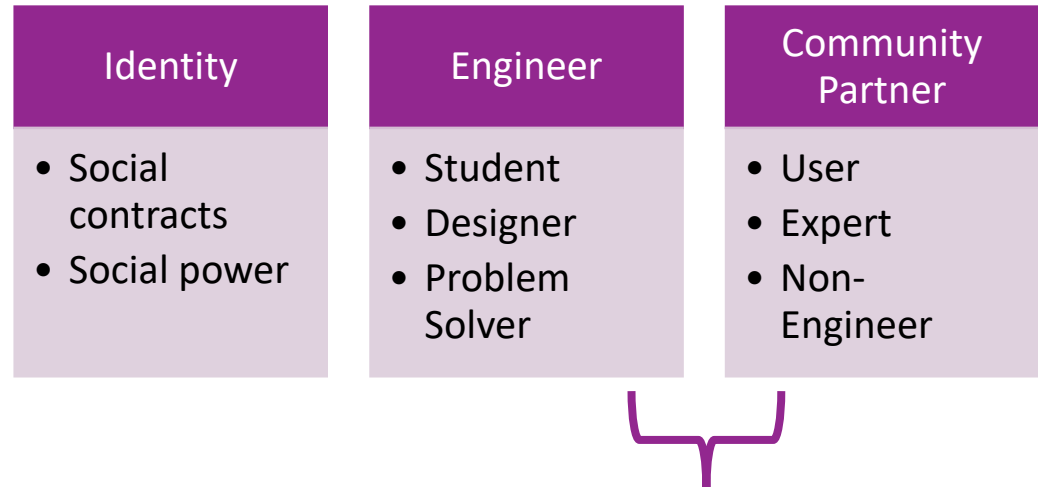 Identity
• Social
contracts
• Social power
Engineer
• Student
• Designer
• Problem
Solver
Community
Partner
• User
• Expert
• Non-
Engineer